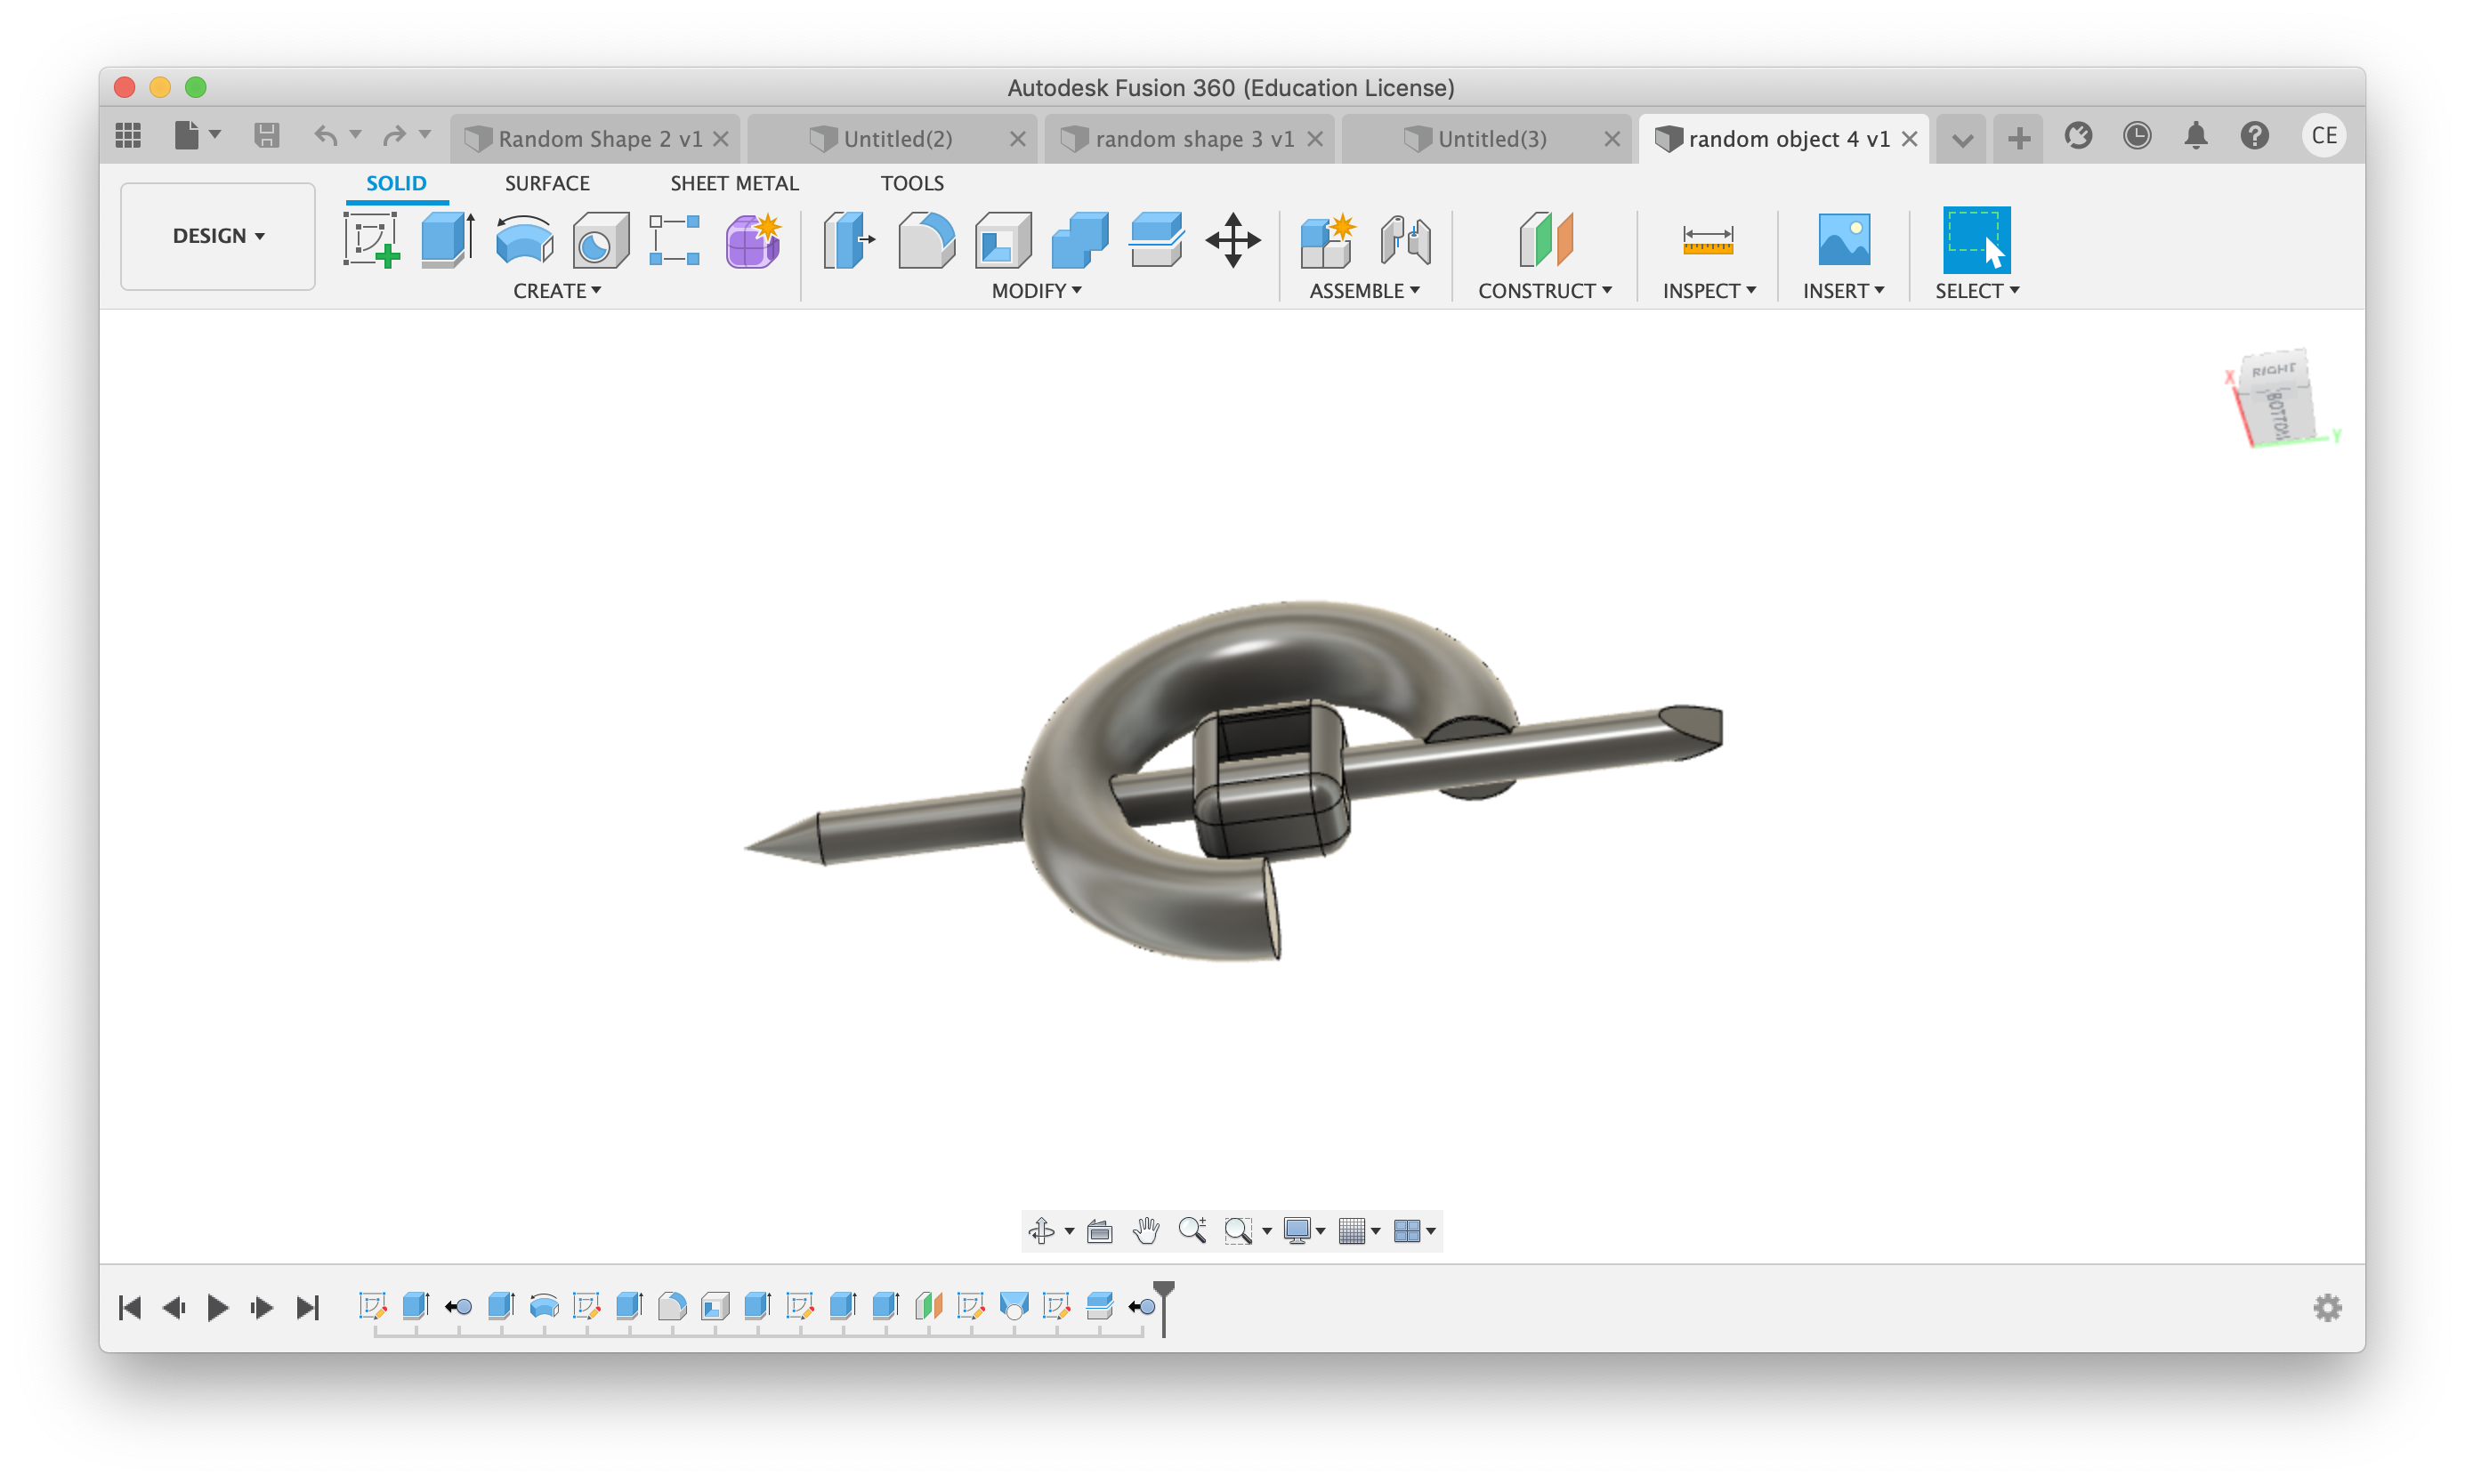 Autodesk Fusion 360 (Education License)
Random Shape 2 v1
Untitled(2)
random shape 3 v1
Untitled(3)
random object 4 v1
CE
DESIGN
SOLID
SURFACE
SHEET METAL
TOOLS
CREATE
MODIFY
ASSEMBLE
CONSTRUCT
INSPECT
INSERT
SELECT
X
RIGHT
BOTTOM
Y